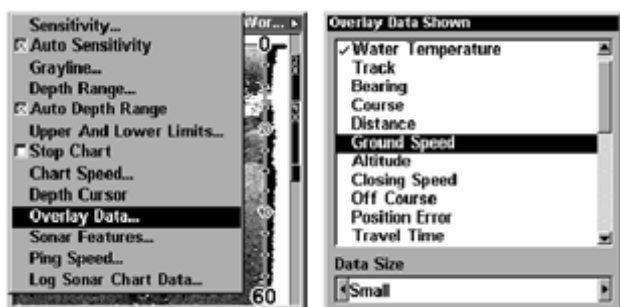 Sensitivity...
Auto Sensitivity
Grayline...
Depth Range...
Auto Depth Range
Upper And Lower Limits...
Stop Chart
Chart Speed...
Depth Cursor
Overlay Data...
Sonar Features...
Ping Speed...
Log Sonar Chart Data...
Wor...
0
60
Overlay Data Shown
Water Temperature
Track
Bearing
Course
Distance
Ground Speed
Altitude
Closing Speed
Off Course
Position Error
Travel Time
Data Size
Small